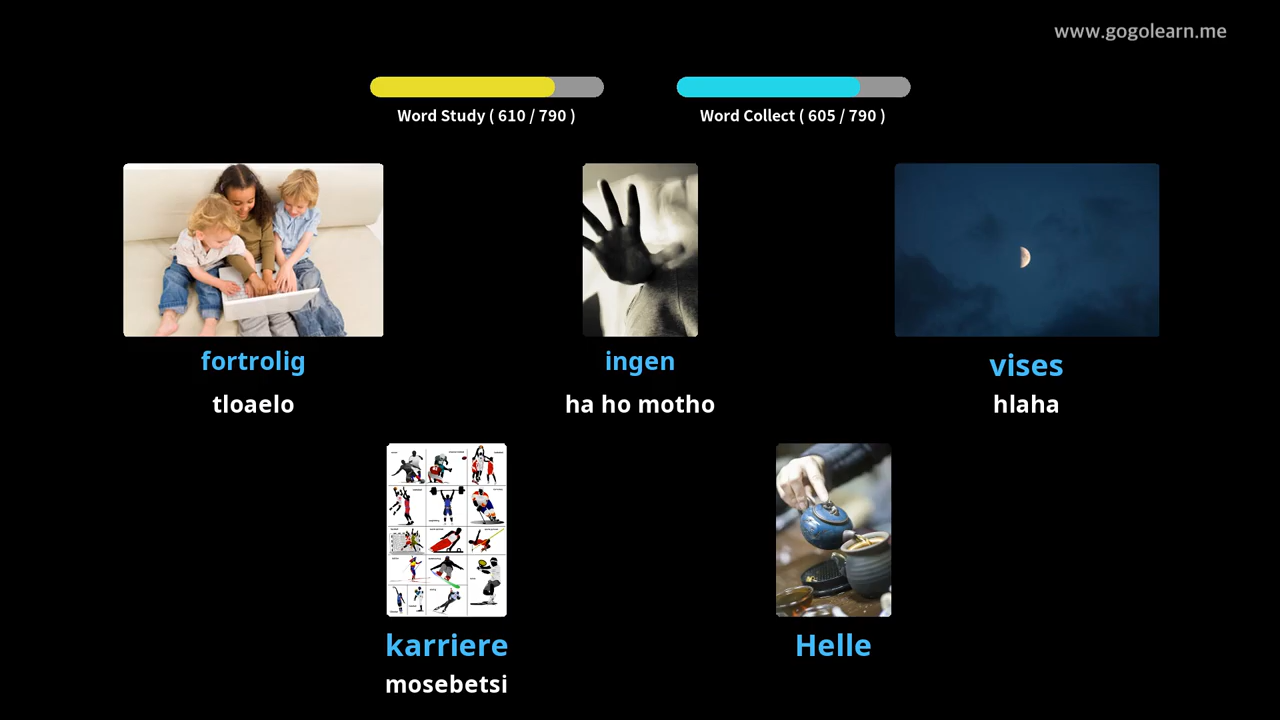 www.gogolearn.me
Word Study ( 610 / 790 )
Word Collect ( 605 / 790 )
fortrolig
ingen
vises
tloaelo
ha ho motho
hlaha
karriere
Helle
mosebetsi